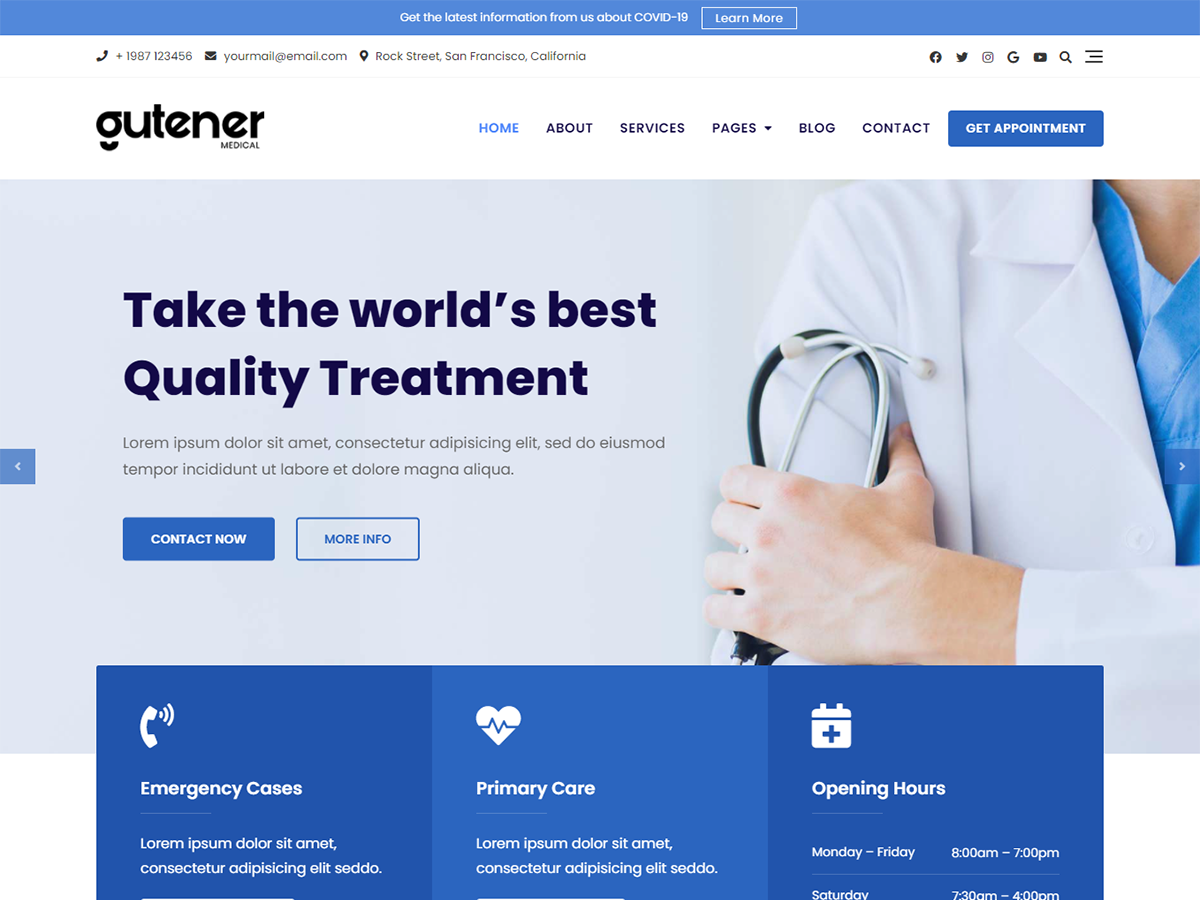 Get the latest information from us about COVID-19 Learn More
+ 1987 123456 yourmail@email.com Rock Street, San Francisco, California
gutener
MEDICAL
HOME ABOUT SERVICES PAGES BLOG CONTACT GET APPOINTMENT
Take the world’s best
Quality Treatment
Lorem ipsum dolor sit amet, consectetur adipisicing elit, sed do eiusmod
tempor incididunt ut labore et dolore magna aliqua.
CONTACT NOW MORE INFO
Emergency Cases
Lorem ipsum dolor sit amet,
consectetur adipisicing elit seddo.
Primary Care
Lorem ipsum dolor sit amet,
consectetur adipisicing elit seddo.
Opening Hours
Monday – Friday 8:00am – 7:00pm
Saturday 7:30am – 4:00pm